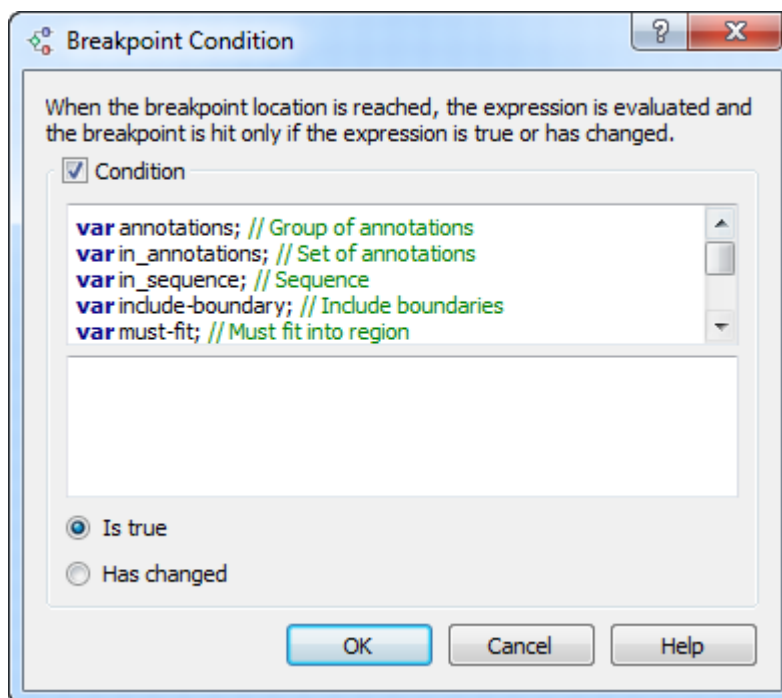 Breakpoint Condition
When the breakpoint location is reached, the expression is evaluated and
the breakpoint is hit only if the expression is true or has changed.
Condition
var annotations; // Group of annotations
var in_annotations; // Set of annotations
var in_sequence; // Sequence
var include-boundary; // Include boundaries
var must-fit; // Must fit into region
Is true
Has changed
OK Cancel Help